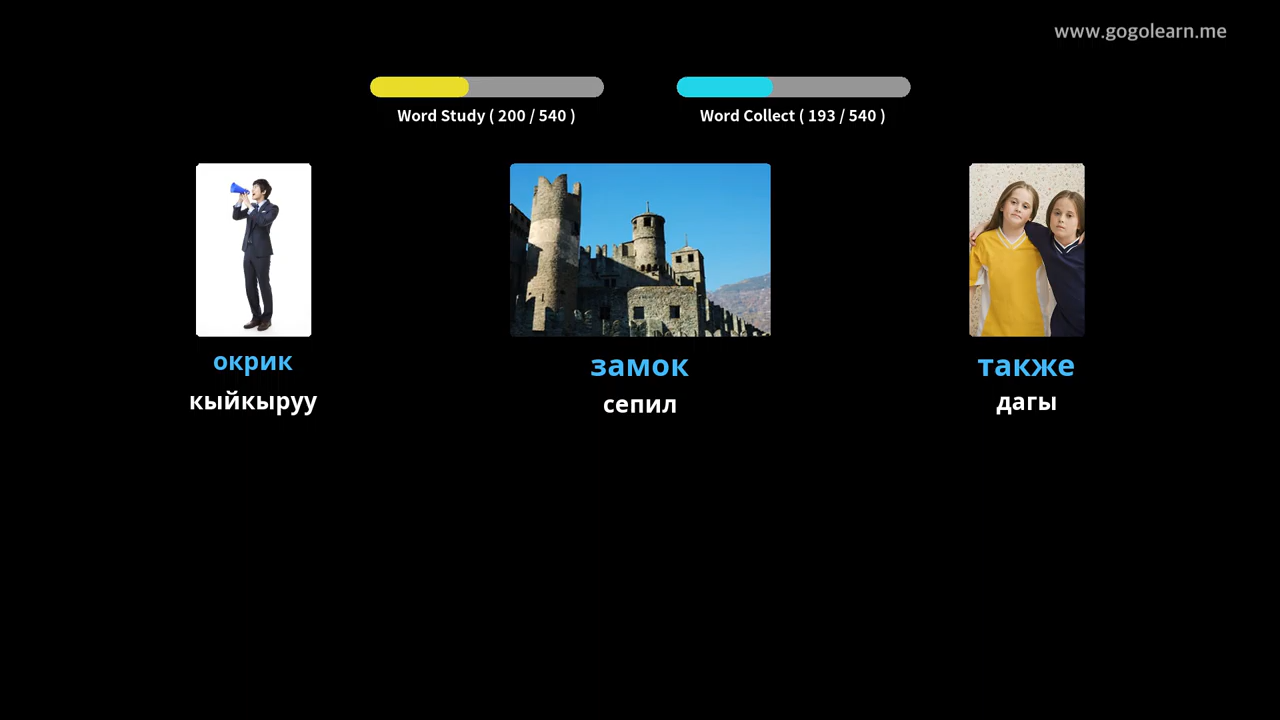 www.gogolearn.me
Word Study ( 200 / 540 )
Word Collect ( 193 / 540 )
окрик
замок
также
кыйкыруу
сепил
дагы